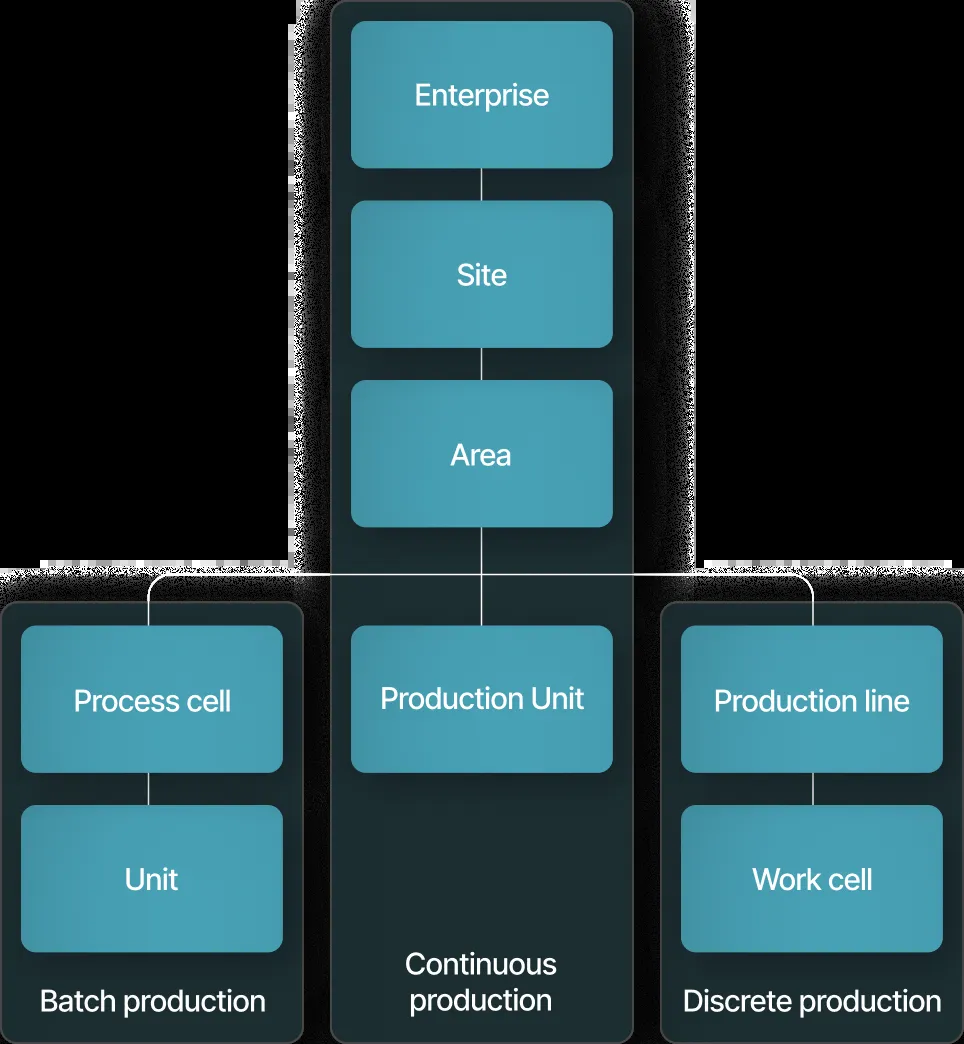 Enterprise
Site
Area
Process cell
Production Unit
Production line
Unit
Work cell
Batch production
Continuous
production
Discrete production